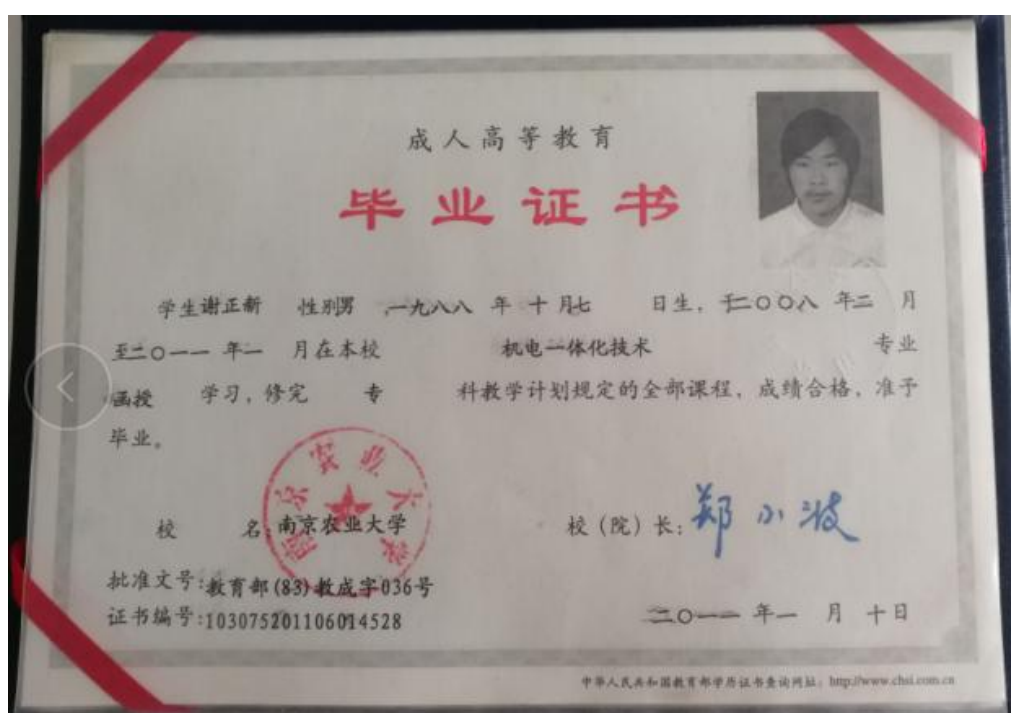 成人高等教育
毕业证书
学生谢正新 性别男 ,一九八八 年 十 月七 日生，于二〇〇八 年二 月
至二〇一一 年一 月在本校 机电一体化技术 专业
函授 学习，修完 专 科教学计划规定的全部课程，成绩合格，准予
毕业。
南京农业大学
校 名:南京农业大学 校（院）长:郑小波
批准文号:教育部(83)教成字036号
证书编号:103075201106014528 二〇一一 年一 月 十日
中华人民共和国教育部学历证书查询网址：http://www.chsi.com.cn